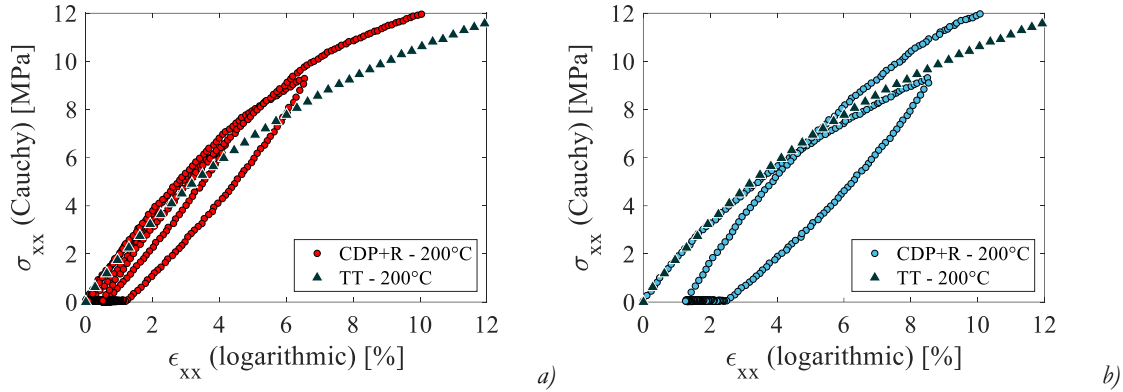 12
10
8
6
4
2
0
σxx (Cauchy) [MPa]
CDP+R - 200°C
TT - 200°C
0 2 4 6 8 10 12
ϵxx (logarithmic) [%]
a)
12
10
8
6
4
2
0
σxx (Cauchy) [MPa]
CDP+R - 200°C
TT - 200°C
0 2 4 6 8 10 12
ϵxx (logarithmic) [%]
b)